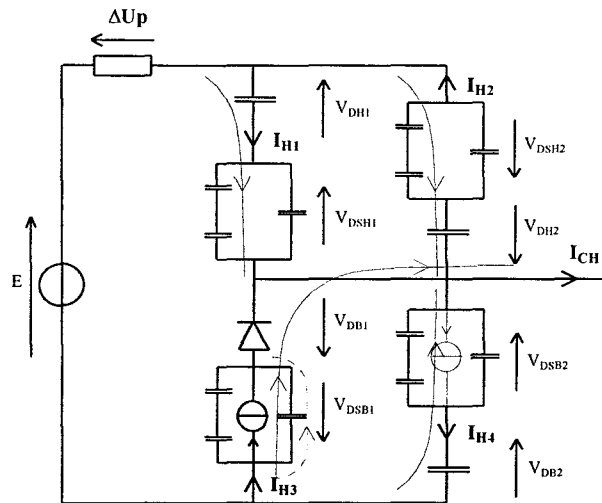 ΔUp
I_H2
V_DH1
I_H1
V_DSH2
V_DSH1
V_DH2
I_CH
E
V_DB1
V_DSB2
V_DSB1
I_H3
I_H4
V_DB2